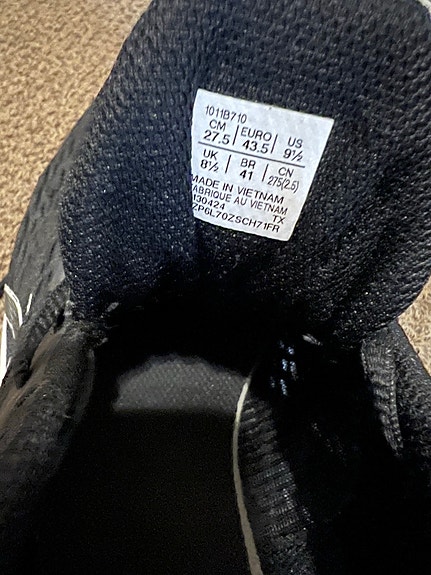 1011B710
CM EURO US
27.5 43.5 9½
UK BR CN
8½ 41 275(2.5)
MADE IN VIETNAM
FABRIQUE AU VIETNAM
130424 TX
ZP6L70ZSCH71FR